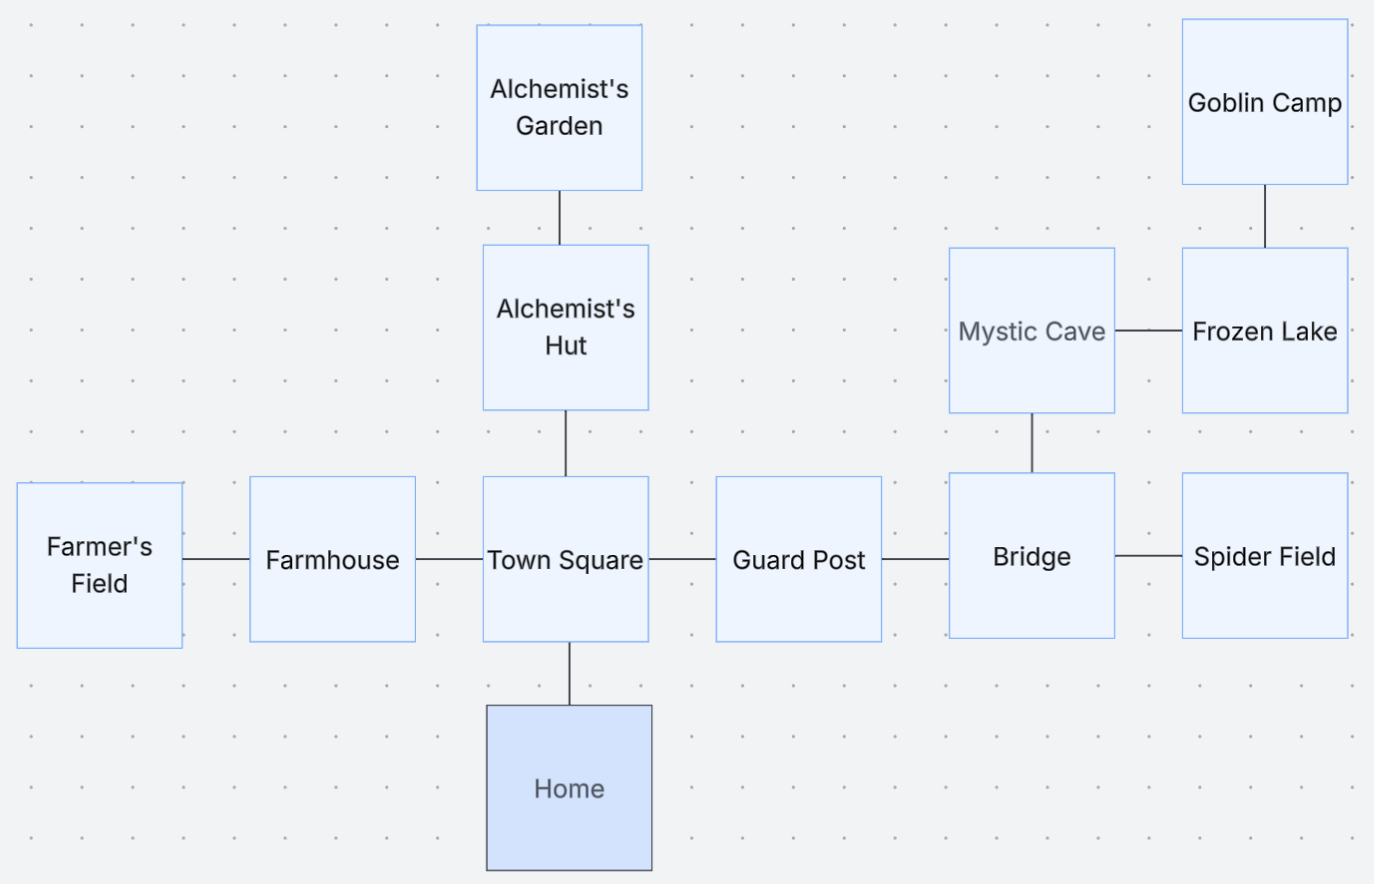 Alchemist's
Garden
Goblin Camp
Alchemist's
Hut
Mystic Cave
Frozen Lake
Farmer's
Field
Farmhouse
Town Square
Guard Post
Bridge
Spider Field
Home